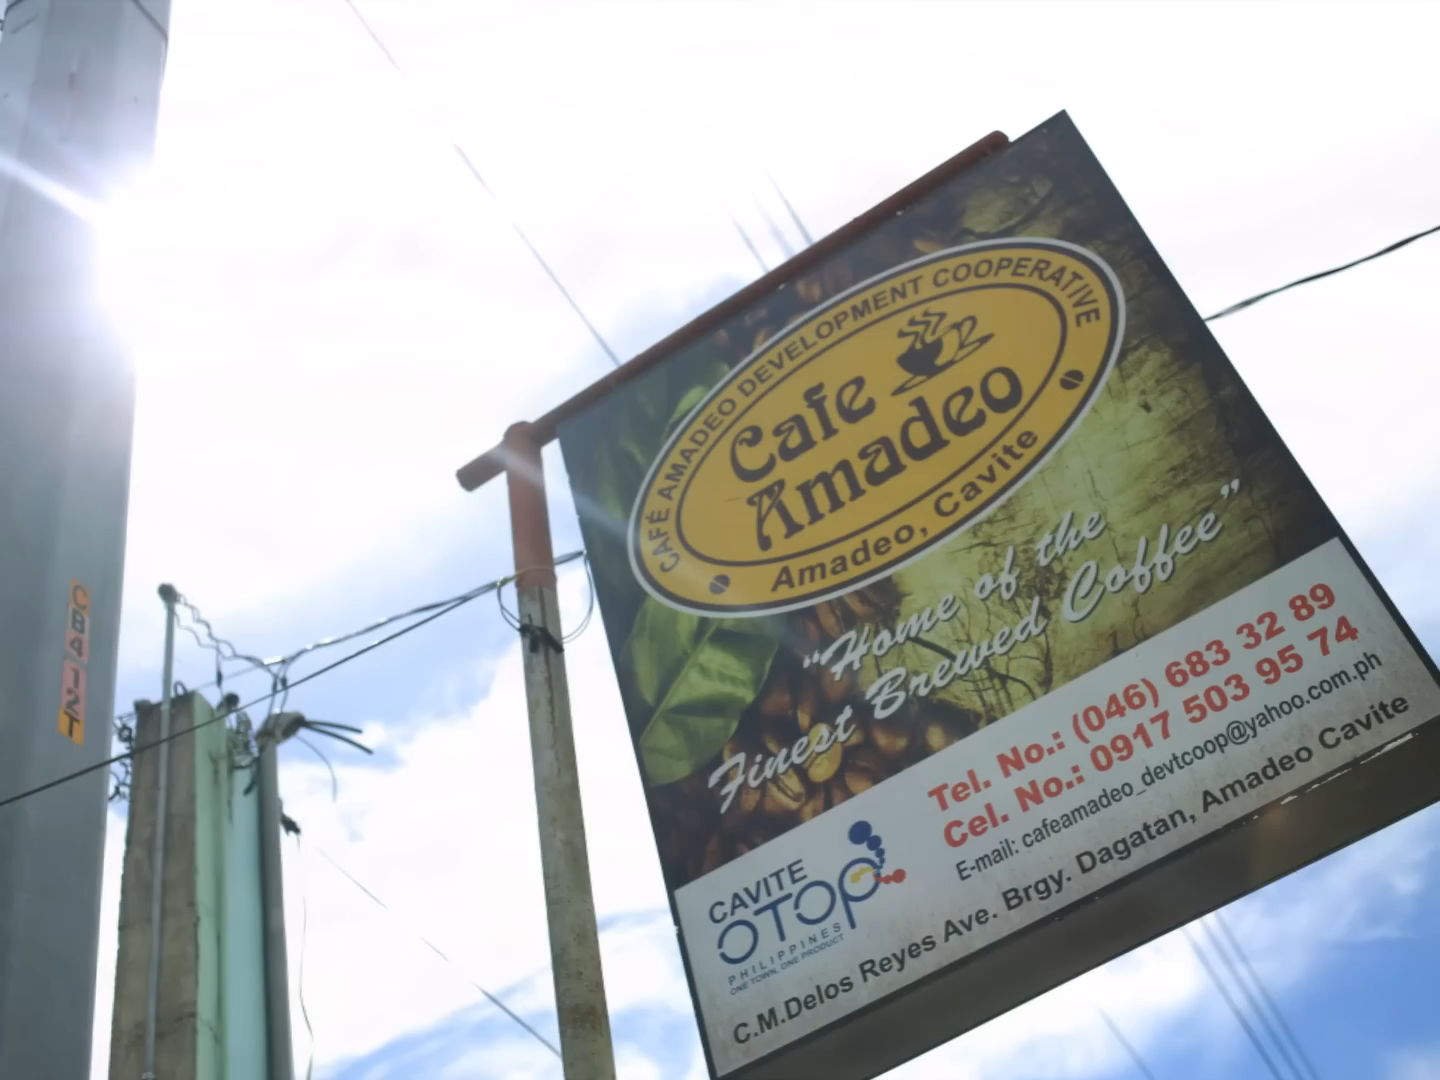 CAFÉ AMADEO DEVELOPMENT COOPERATIVE
Cafe
Amadeo
Amadeo, Cavite
"Home of the
Finest Brewed Coffee"
Tel. No.: (046) 683 32 89
Cel. No.: 0917 503 95 74
E-mail: cafeamadeo_devtcoop@yahoo.com.ph
CAVITE
OTOP
PHILIPPINES
ONE TOWN. ONE PRODUCT
C.M.Delos Reyes Ave. Brgy. Dagatan, Amadeo Cavite
CB4 12T